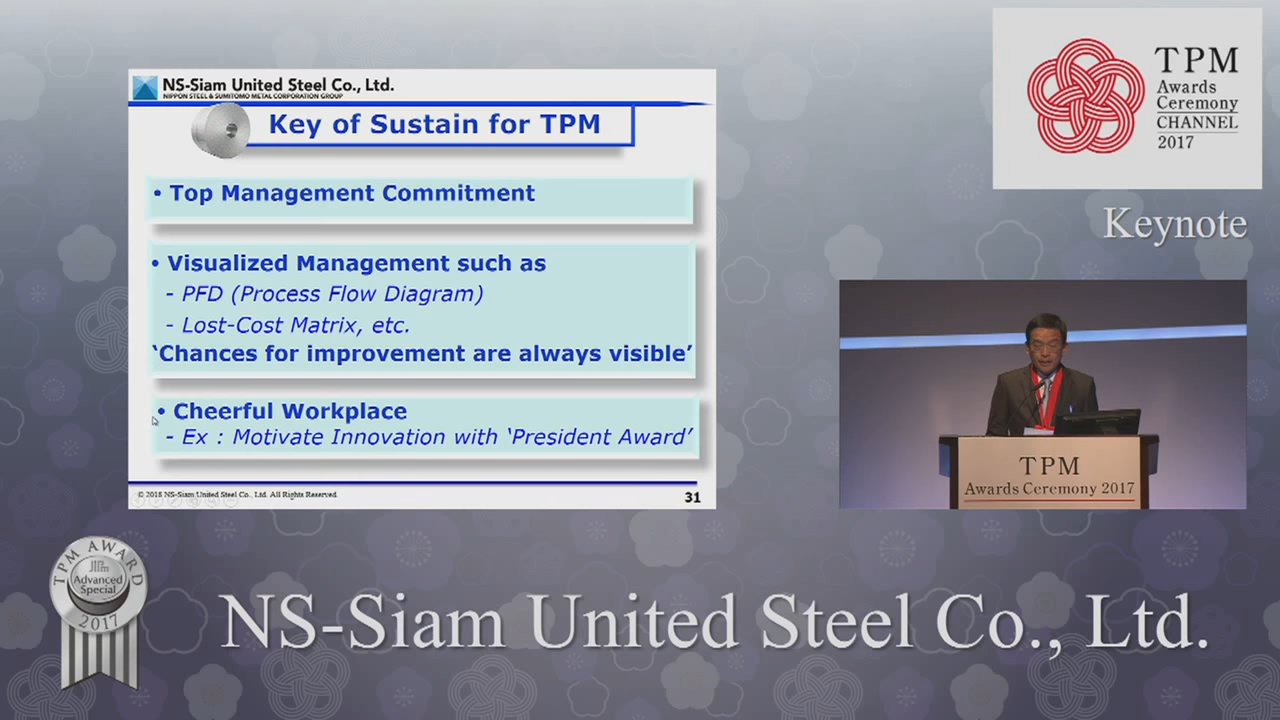 NS-Siam United Steel Co., Ltd.
NIPPON STEEL & SUMITOMO METAL CORPORATION GROUP
Key of Sustain for TPM
• Top Management Commitment
• Visualized Management such as
- PFD (Process Flow Diagram)
- Lost-Cost Matrix, etc.
‘Chances for improvement are always visible’
• Cheerful Workplace
- Ex : Motivate Innovation with ‘President Award’
© 2018 NS-Siam United Steel Co., Ltd. All Rights Reserved.
31
TPM
Awards
Ceremony
CHANNEL
2017
Keynote
TPM
Awards Ceremony 2017
TPM AWARD
JIPM
Advanced
Special
2017
NS-Siam United Steel Co., Ltd.